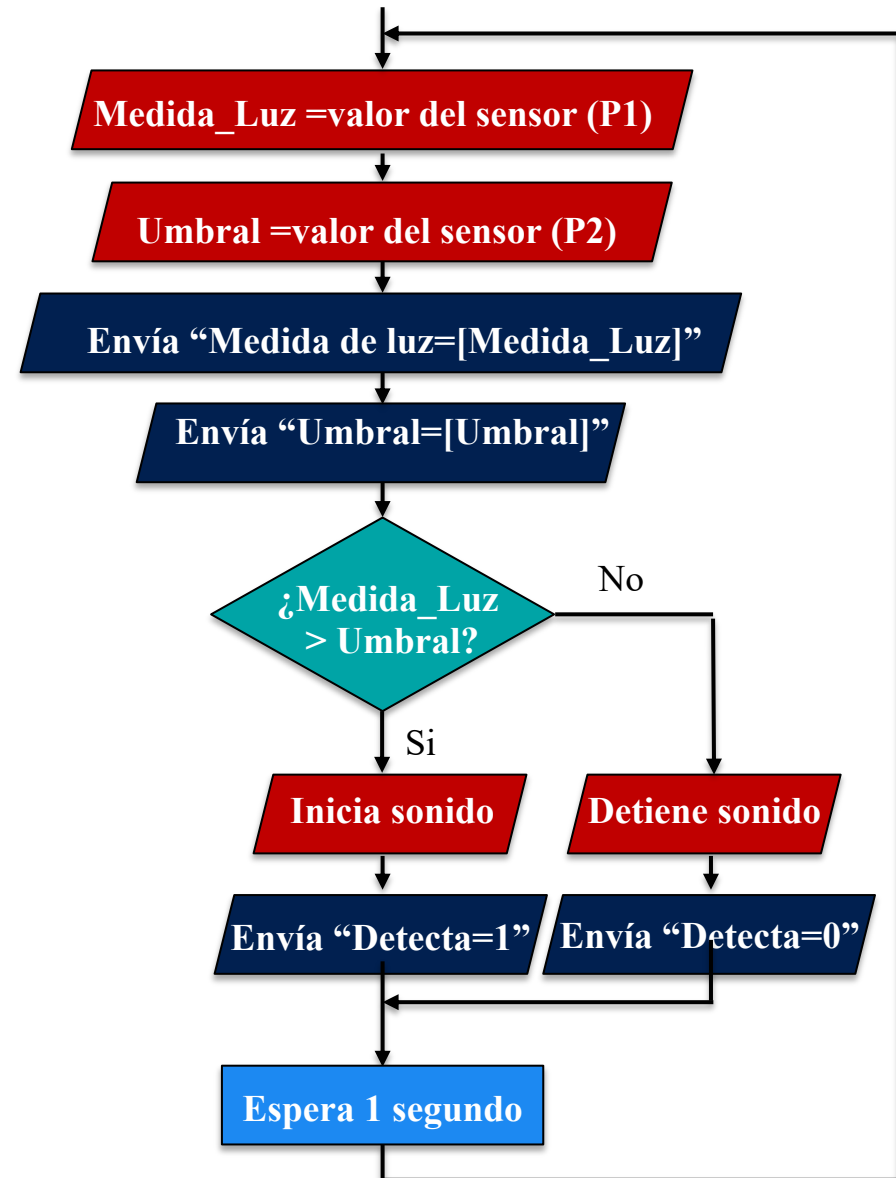 Medida_Luz =valor del sensor (P1)
Umbral =valor del sensor (P2)
Envía “Medida de luz=[Medida_Luz]”
Envía “Umbral=[Umbral]”
¿Medida_Luz
> Umbral?
No
Si
Inicia sonido
Detiene sonido
Envía “Detecta=1”
Envía “Detecta=0”
Espera 1 segundo